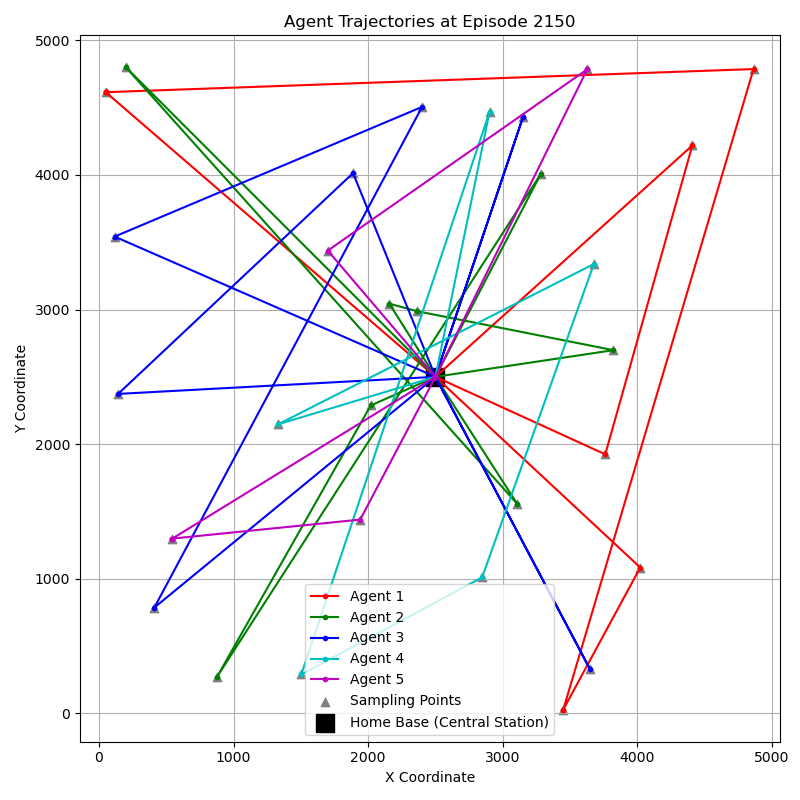 Agent Trajectories at Episode 2150
5000
4000
3000
2000
1000
0
Y Coordinate
Agent 1
Agent 2
Agent 3
Agent 4
Agent 5
Sampling Points
Home Base (Central Station)
0 1000 2000 3000 4000 5000
X Coordinate